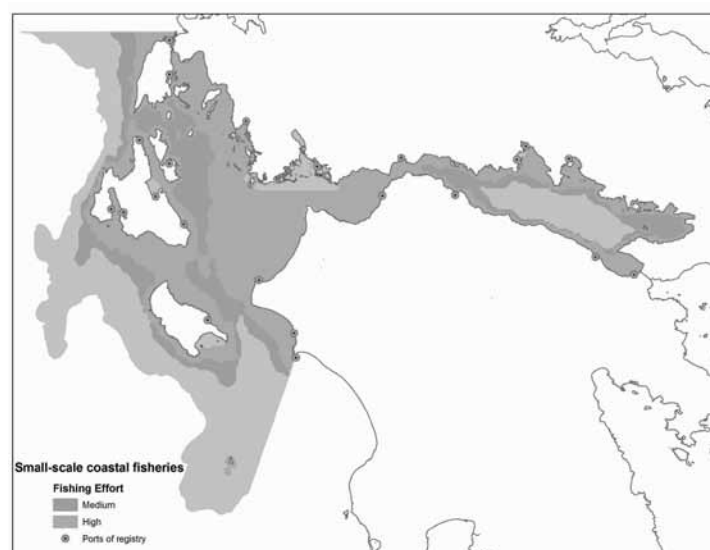 Small-scale coastal fisheries
Fishing Effort
Medium
High
Ports of registry